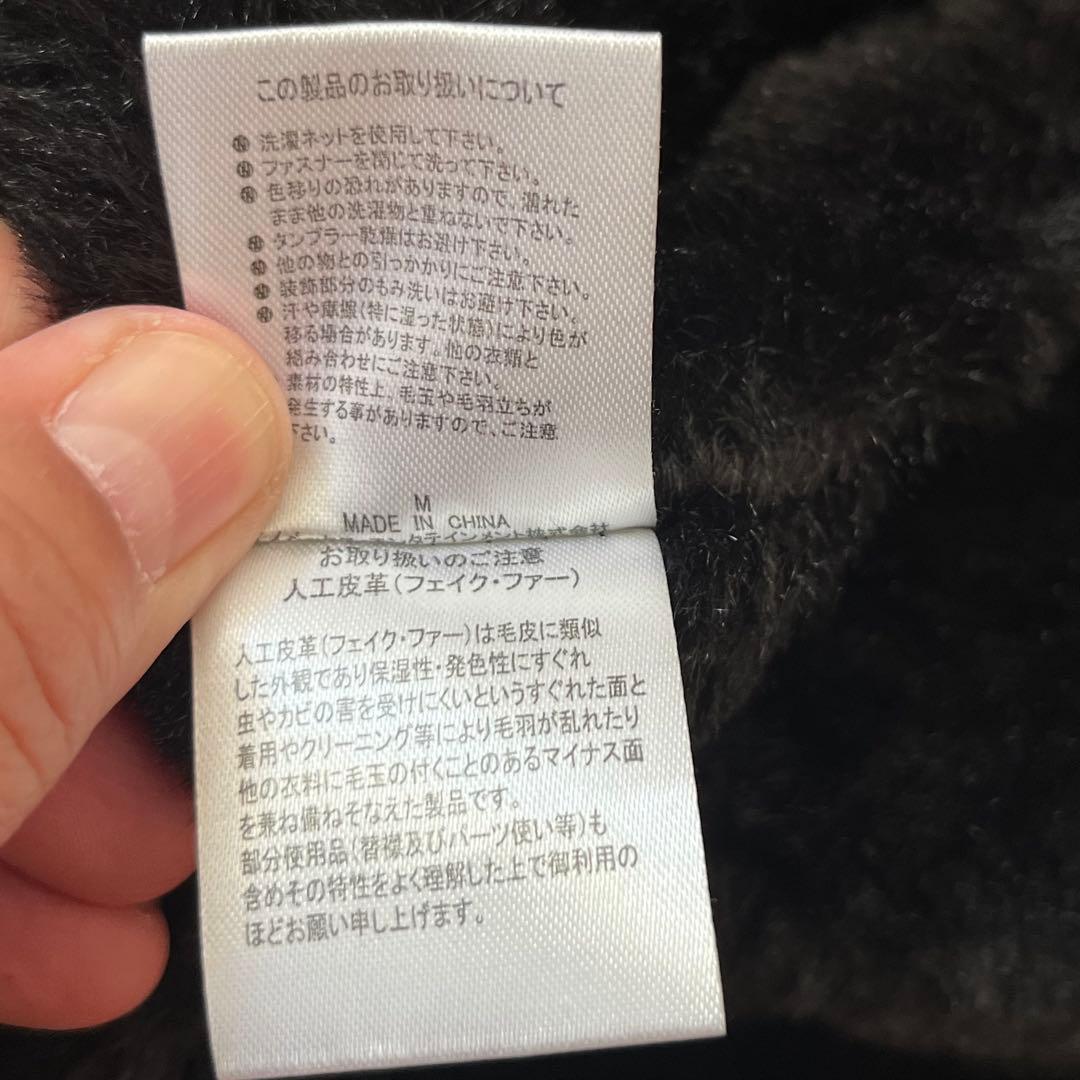 この製品のお取り扱いについて
洗濯ネットを使用して下さい。
ファスナーを閉じて洗って下さい。
色移りの恐れがありますので、濡れた
まま他の洗濯物と重ねないで下さい。
タンブラー乾燥はお避け下さい。
他の物との引っかかりにご注意下さい。
装飾部分のもみ洗いはお避け下さい。
汗や摩擦(特に湿った状態)により色が
移る場合があります。他の衣類と
組み合わせにご注意下さい。
素材の特性上、毛玉や毛羽立ちが
発生する事がありますので、ご注意
下さい。
M
MADE IN CHINA
タテインメント株式会社
お取り扱いのご注意
人工皮革(フェイク・ファー)
人工皮革(フェイク・ファー)は毛皮に類似
した外観であり保湿性・発色性にすぐれ
虫やカビの害を受けにくいというすぐれた面と
着用やクリーニング等により毛羽が乱れたり
他の衣料に毛玉の付くことのあるマイナス面
を兼ね備ねそなえた製品です。
部分使用品(替襟及びパーツ使い等)も
含めその特性をよく理解した上で御利用の
ほどお願い申し上げます。